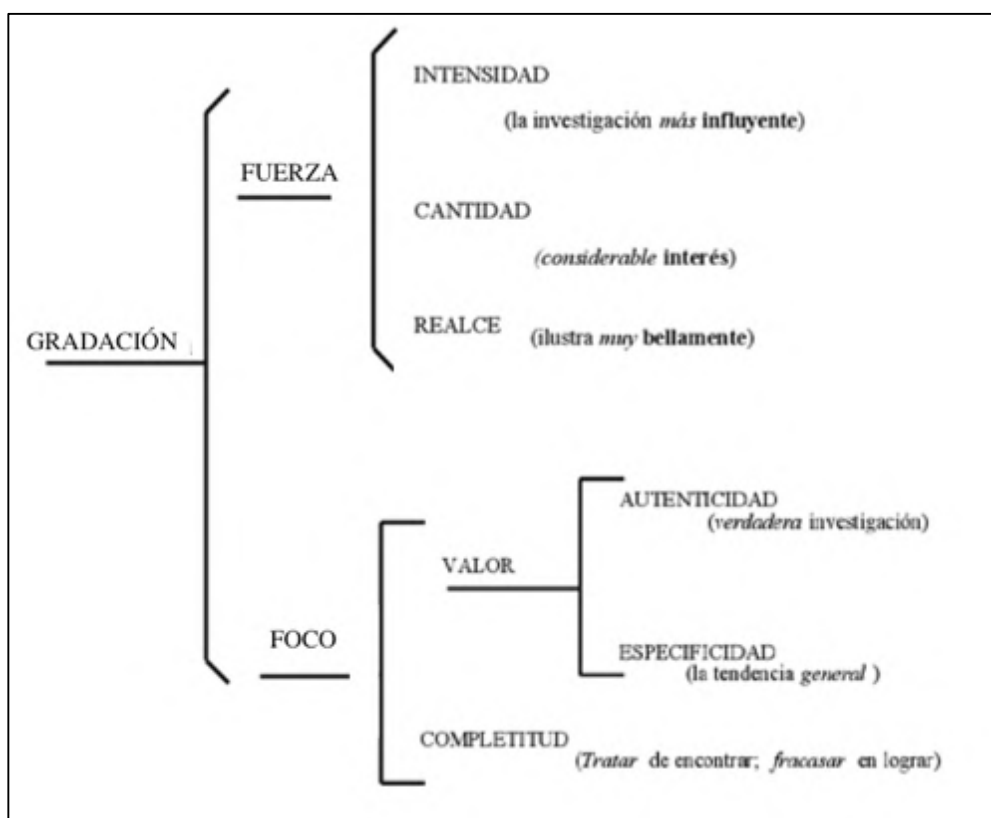 INTENSIDAD
(la investigación más influyente)
FUERZA
CANTIDAD
(considerable interés)
REALCE (ilustra muy bellamente)
GRADACIÓN
AUTENTICIDAD
(verdadera investigación)
VALOR
FOCO
ESPECIFICIDAD
(la tendencia general )
COMPLETITUD
(Tratar de encontrar; fracasar en lograr)